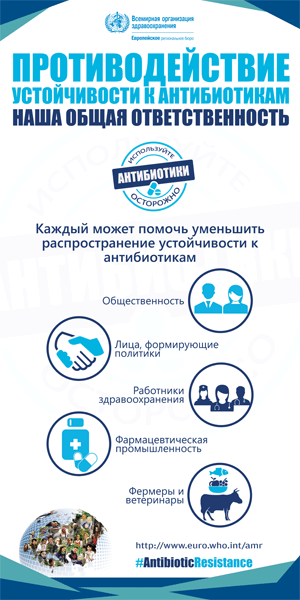 Всемирная организация
здравоохранения
Европейское региональное бюро
ПРОТИВОДЕЙСТВИЕ
УСТОЙЧИВОСТИ К АНТИБИОТИКАМ
НАША ОБЩАЯ ОТВЕТСТВЕННОСТЬ
ИСПОЛЬЗУЙТЕ
АНТИБИОТИКИ
ОСТОРОЖНО
Каждый может помочь уменьшить
распространение устойчивости к
антибиотикам
Общественность
Лица, формирующие
политики
Работники
здравоохранения
Фармацевтическая
промышленность
Фермеры и
ветеринары
http://www.euro.who.int/amr
#AntibioticResistance